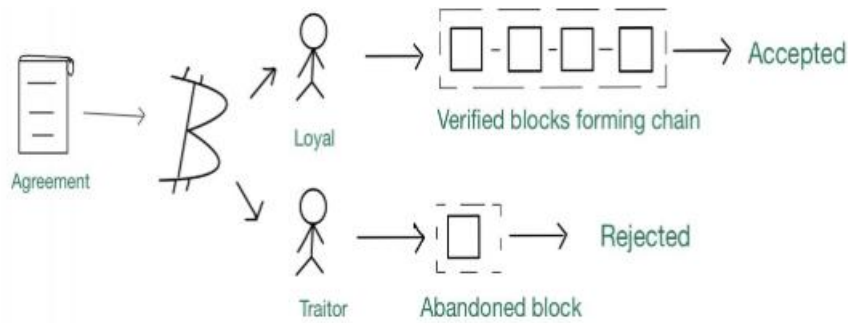 Agreement
Loyal
Verified blocks forming chain
Accepted
Traitor
Abandoned block
Rejected